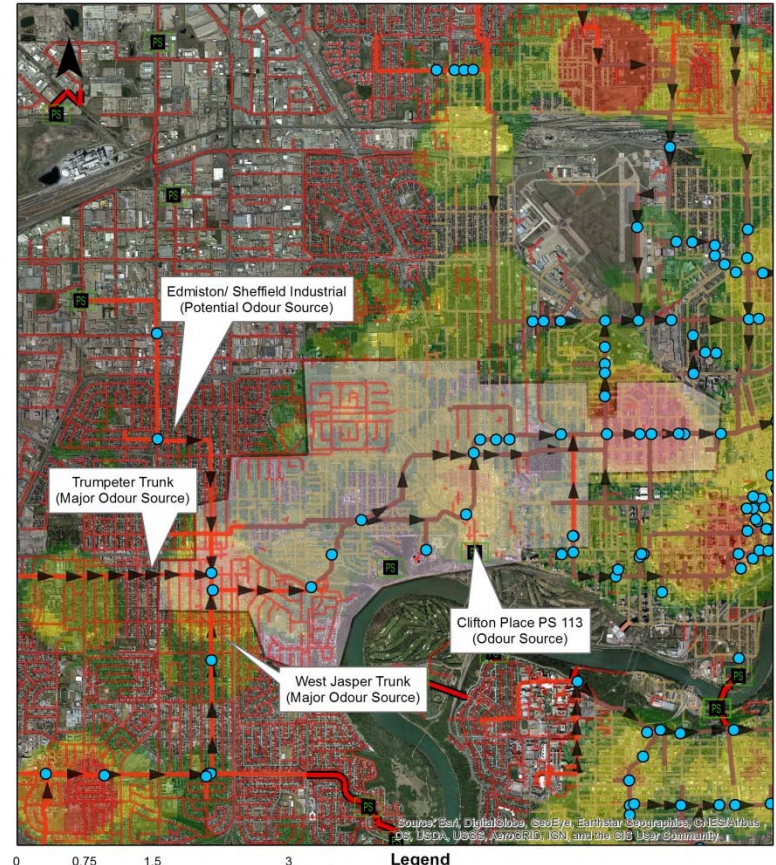 PS
PS
PS
PS
Edmiston/ Sheffield Industrial
(Potential Odour Source)
Trumpeter Trunk
(Major Odour Source)
PS
PS
Clifton Place PS 113
(Odour Source)
West Jasper Trunk
(Major Odour Source)
PS
PS
PS
PS
Source: Esri, DigitalGlobe, GeoEye, Earthstar Geographics, CNES/Airbus
DS, USDA, USGS, AeroGRID, IGN, and the GIS User Community
0 0.75 1.5 3
Legend